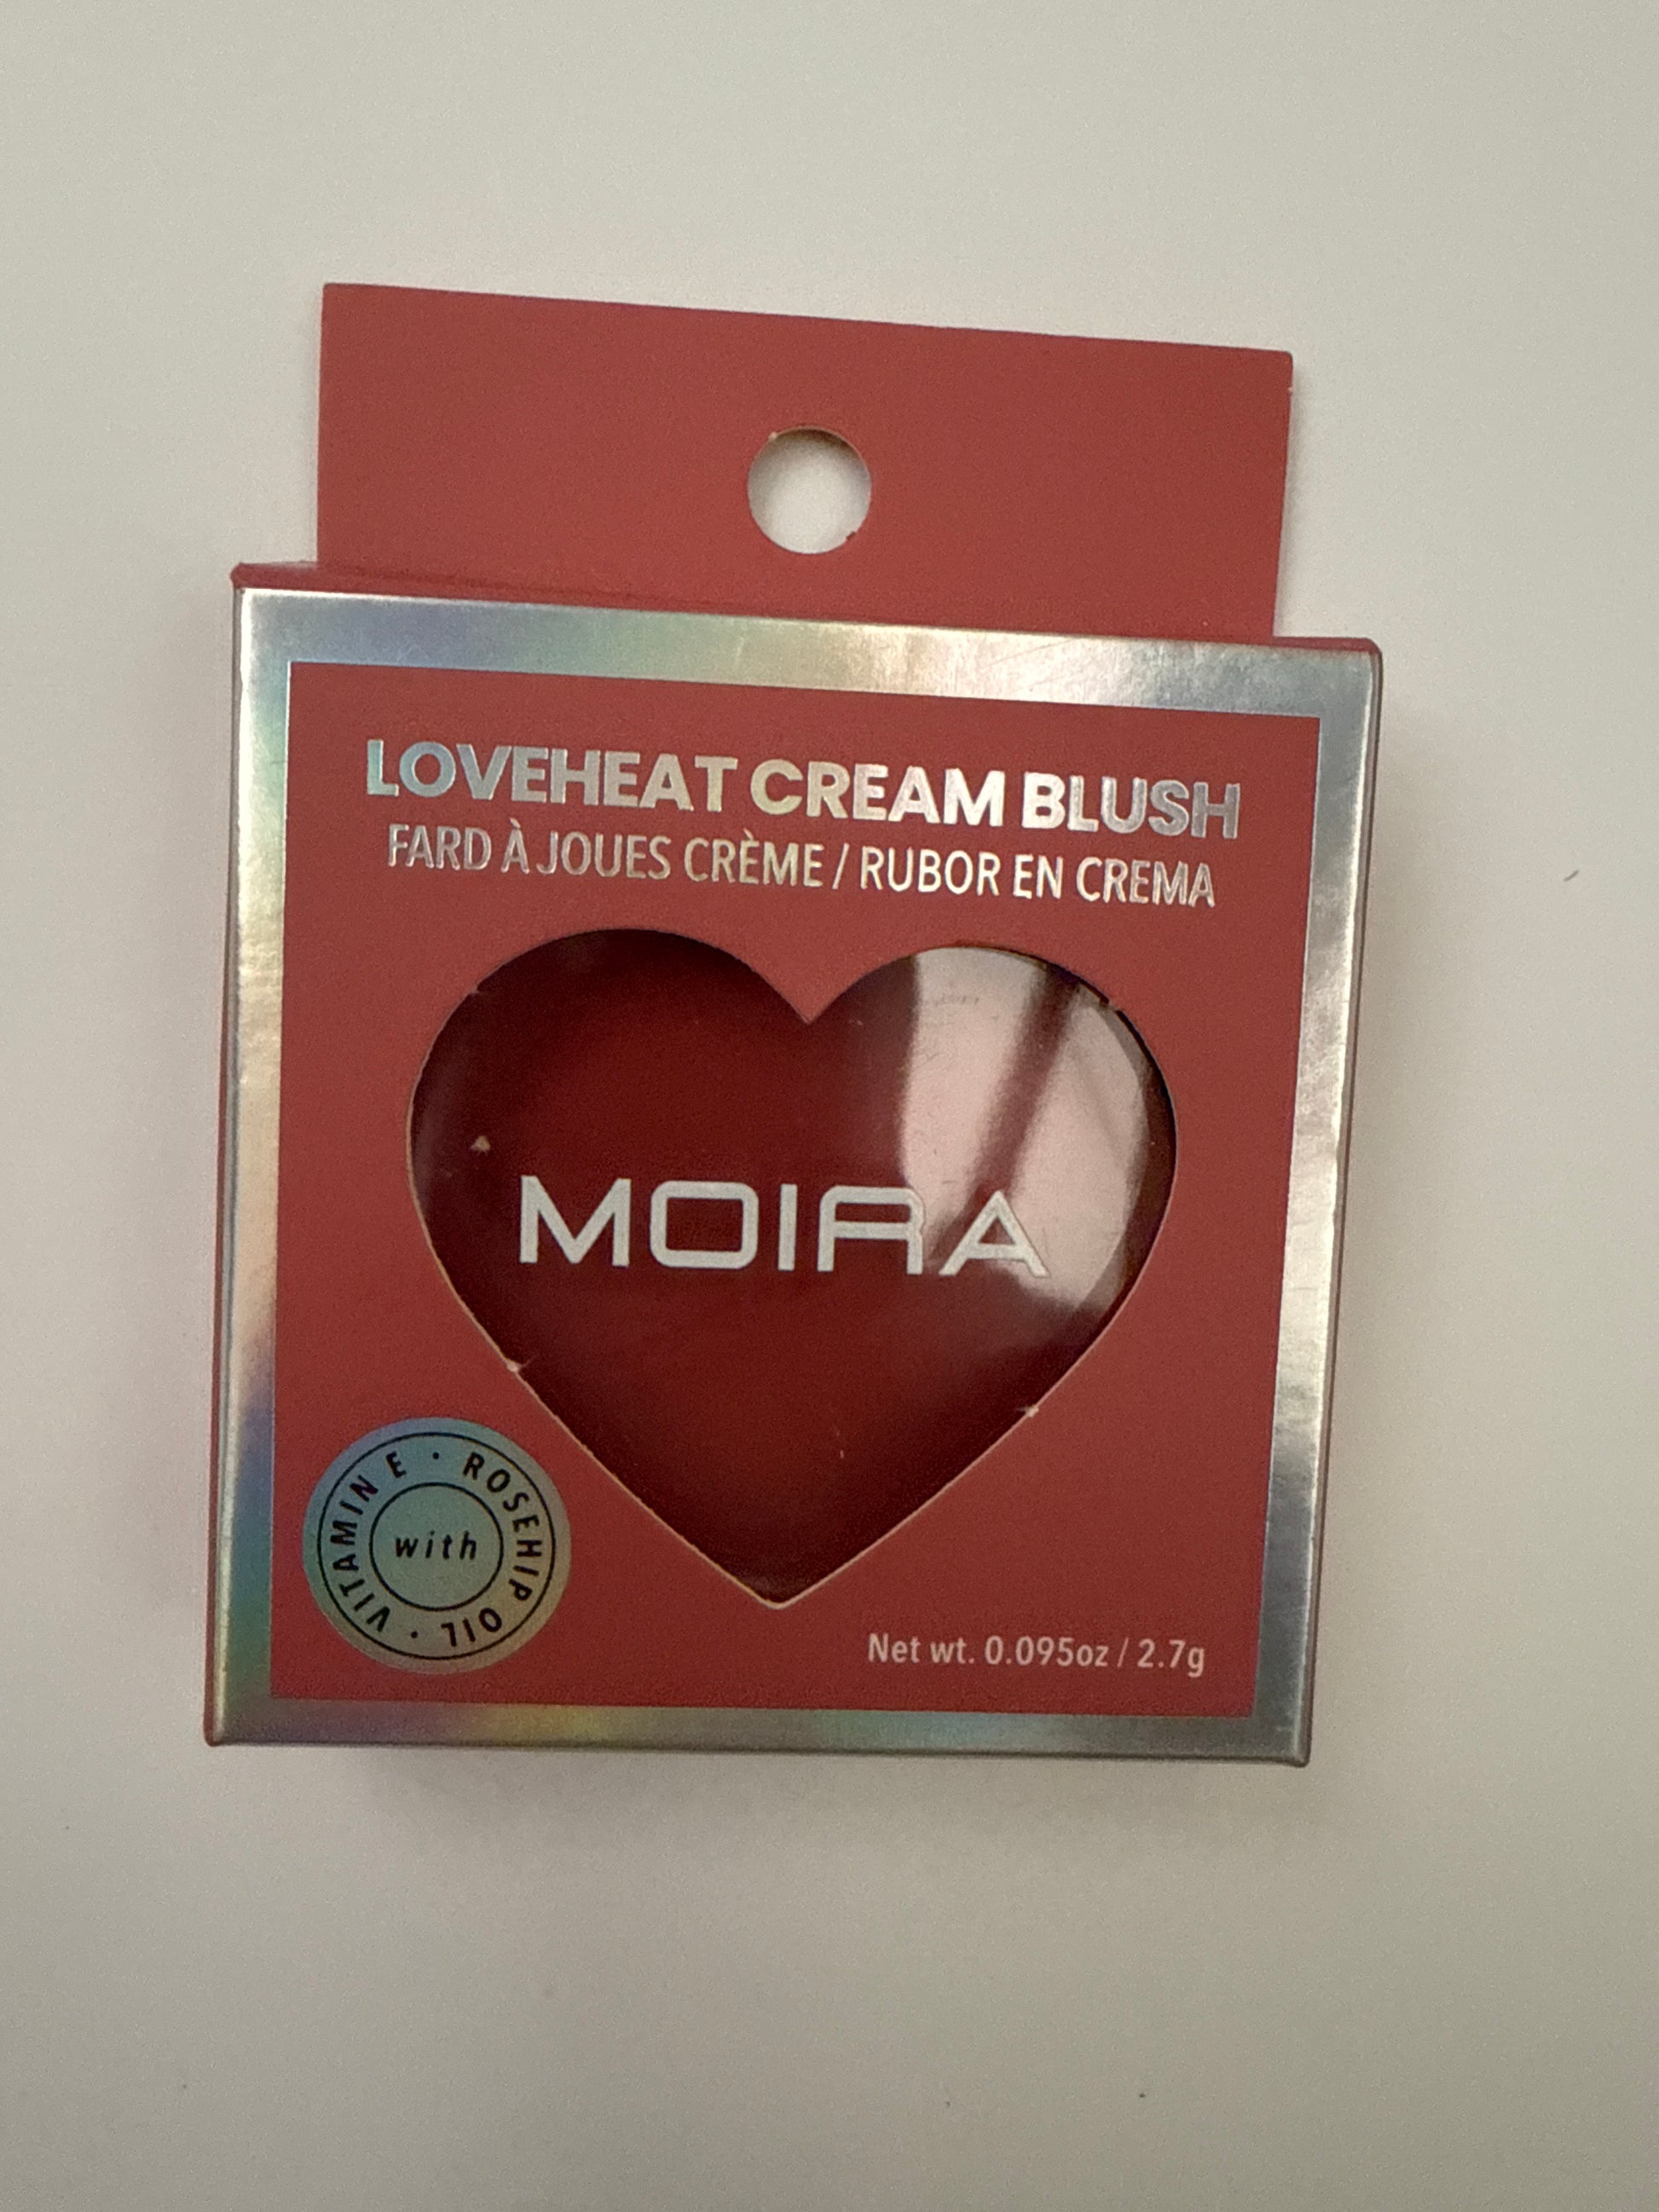 LOVEHEAT CREAM BLUSH
FARD À JOUES CRÈME / RUBOR EN CREMA
MOIRA
VITAMIN E · ROSEHIP OIL ·
with
Net wt. 0.095oz / 2.7g